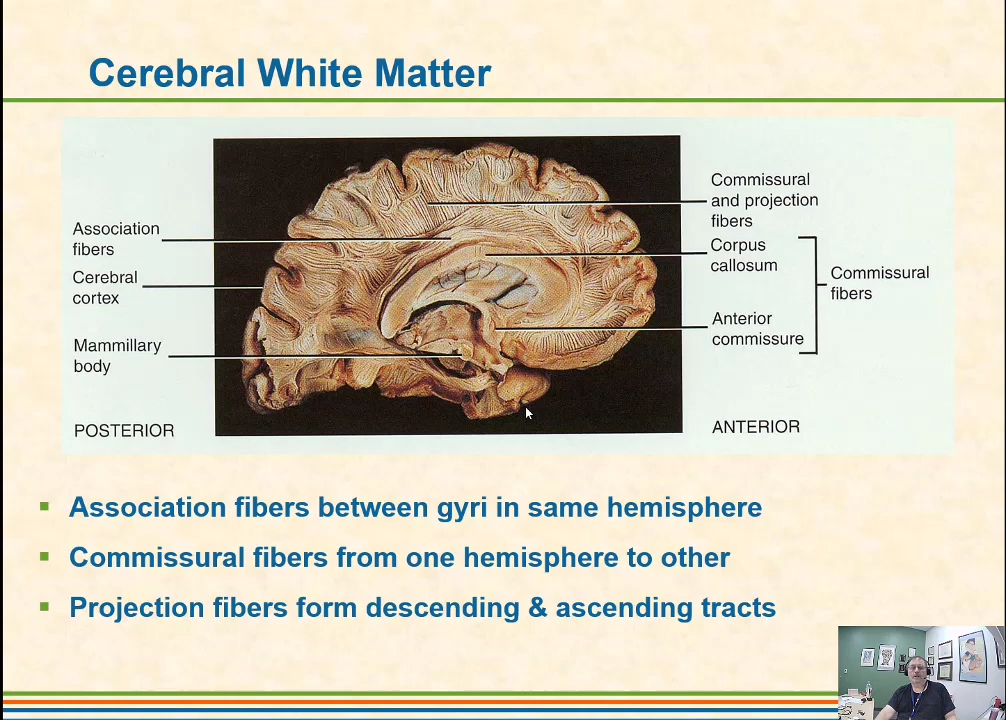 Cerebral White Matter
Association
fibers
Cerebral
cortex
Mammillary
body
POSTERIOR
Commissural
and projection
fibers
Corpus
callosum
Anterior
commissure
Commissural
fibers
ANTERIOR
Association fibers between gyri in same hemisphere
Commissural fibers from one hemisphere to other
Projection fibers form descending & ascending tracts